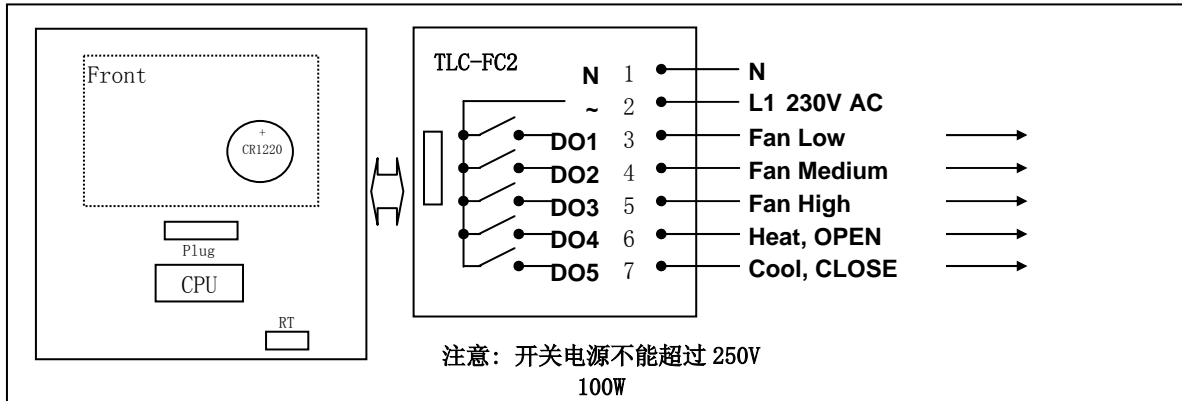 Front
+
CR1220
Plug
CPU
RT
TLC-FC2
N 1 N
~ 2 L1 230V AC
DO1 3 Fan Low
DO2 4 Fan Medium
DO3 5 Fan High
DO4 6 Heat, OPEN
DO5 7 Cool, CLOSE
注意: 开关电源不能超过 250V
100W